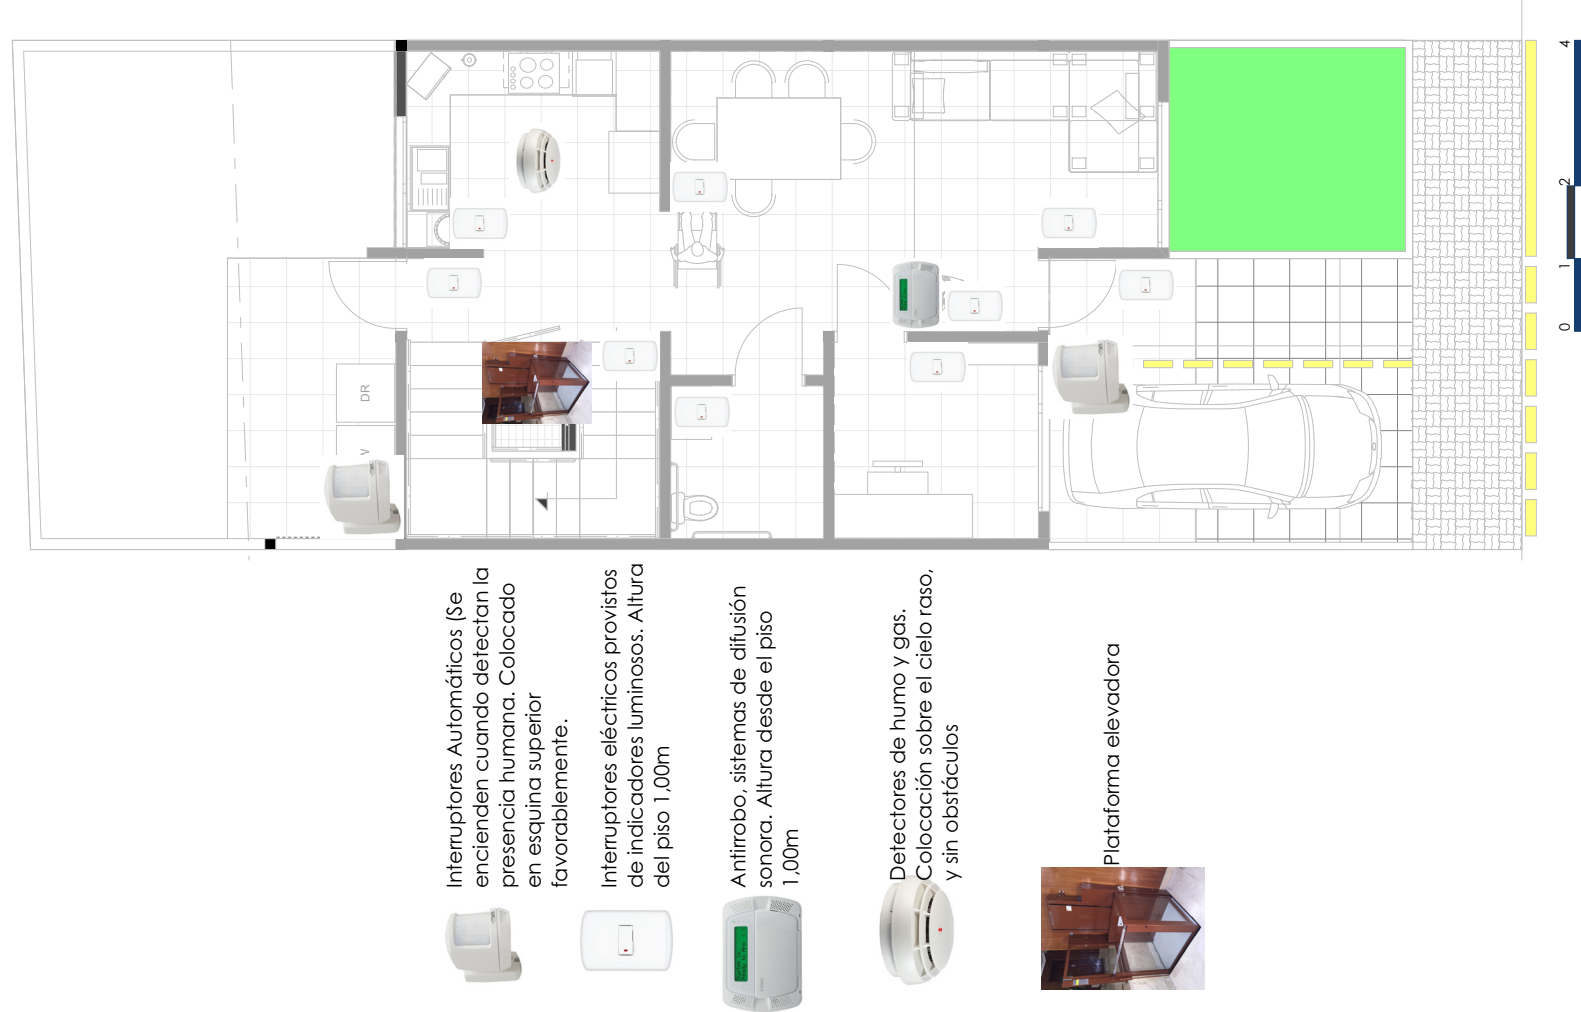 DR
V
4
2
1
0
Interruptores Automáticos (Se
encienden cuando detectan la
presencia humana. Colocado
en esquina superior
favorablemente.
Interruptores eléctricos provistos
de indicadores luminosos. Altura
del piso 1,00m
Antirrobo, sistemas de difusión
sonora. Altura desde el piso
1,00m
Detectores de humo y gas.
Colocación sobre el cielo raso,
y sin obstáculos
Plataforma elevadora